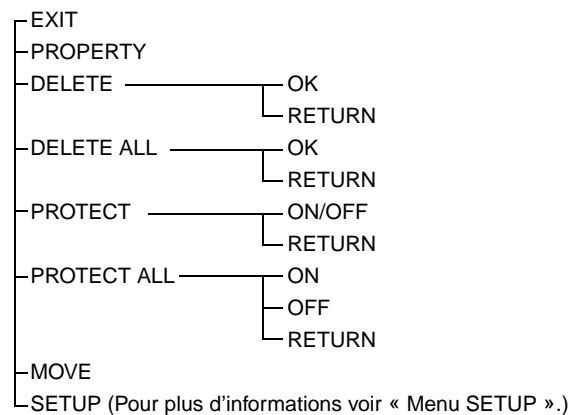 EXIT
PROPERTY
DELETE OK
RETURN
DELETE ALL OK
RETURN
PROTECT ON/OFF
RETURN
PROTECT ALL ON
OFF
RETURN
MOVE
SETUP (Pour plus d'informations voir « Menu SETUP ».)